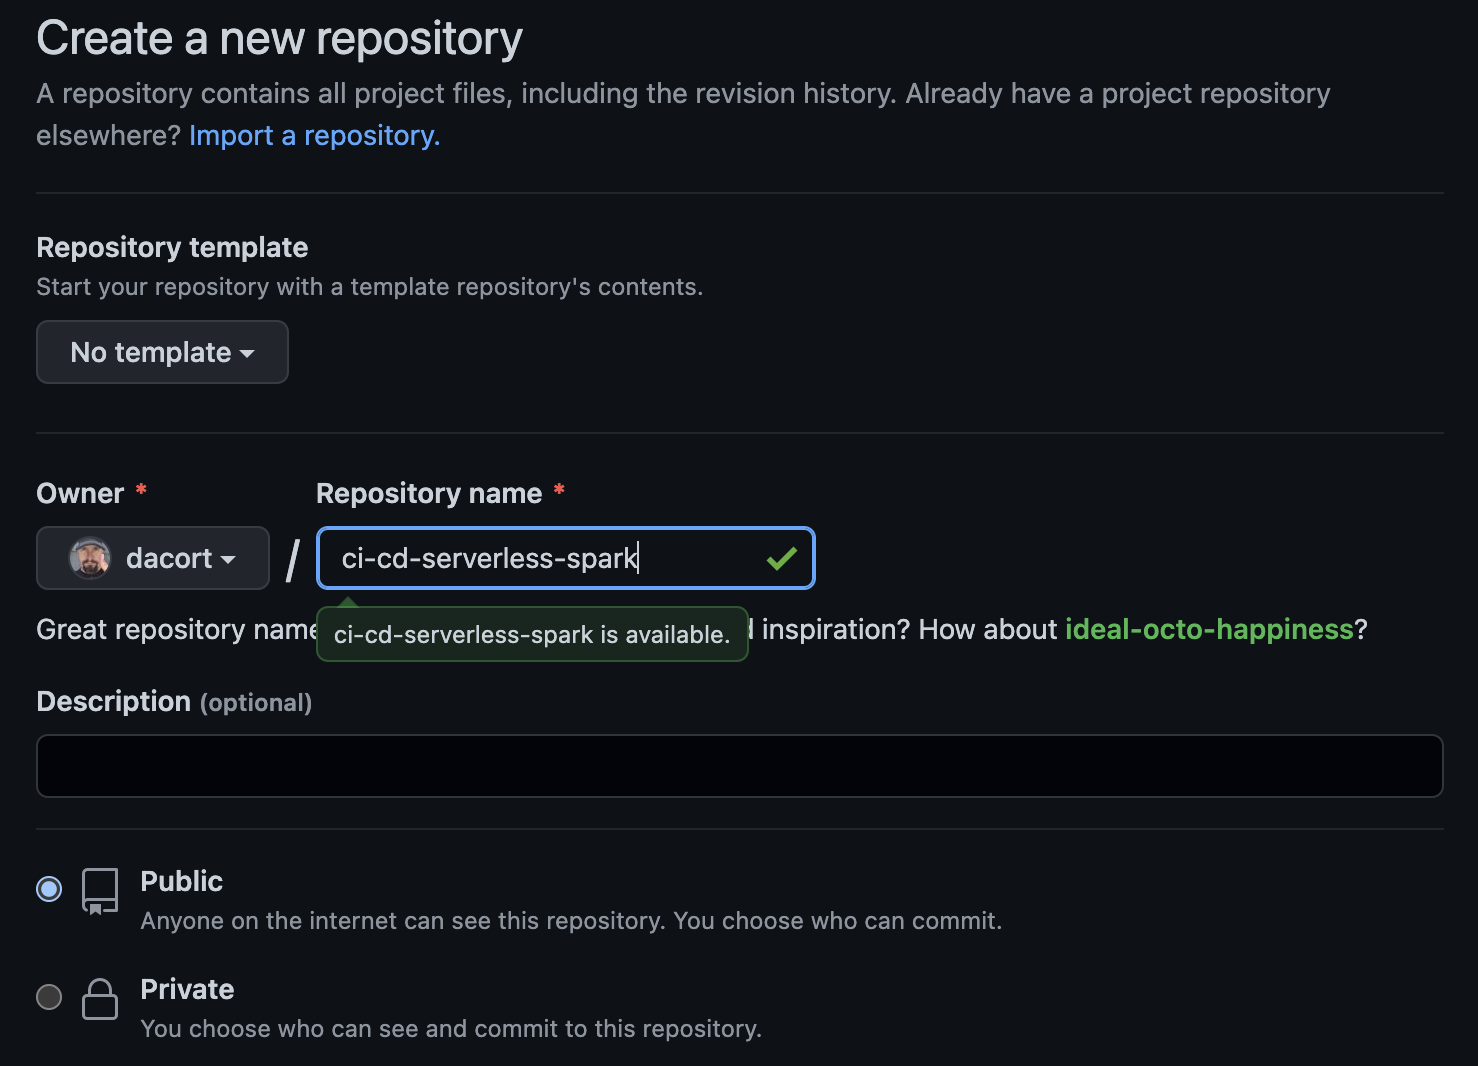 Create a new repository
A repository contains all project files, including the revision history. Already have a project repository
elsewhere? Import a repository.
Repository template
Start your repository with a template repository's contents.
No template
Owner *
Repository name *
dacort / ci-cd-serverless-spark
Great repository name
ci-cd-serverless-spark is available.
inspiration? How about ideal-octo-happiness?
Description (optional)
Public
Anyone on the internet can see this repository. You choose who can commit.
Private
You choose who can see and commit to this repository.